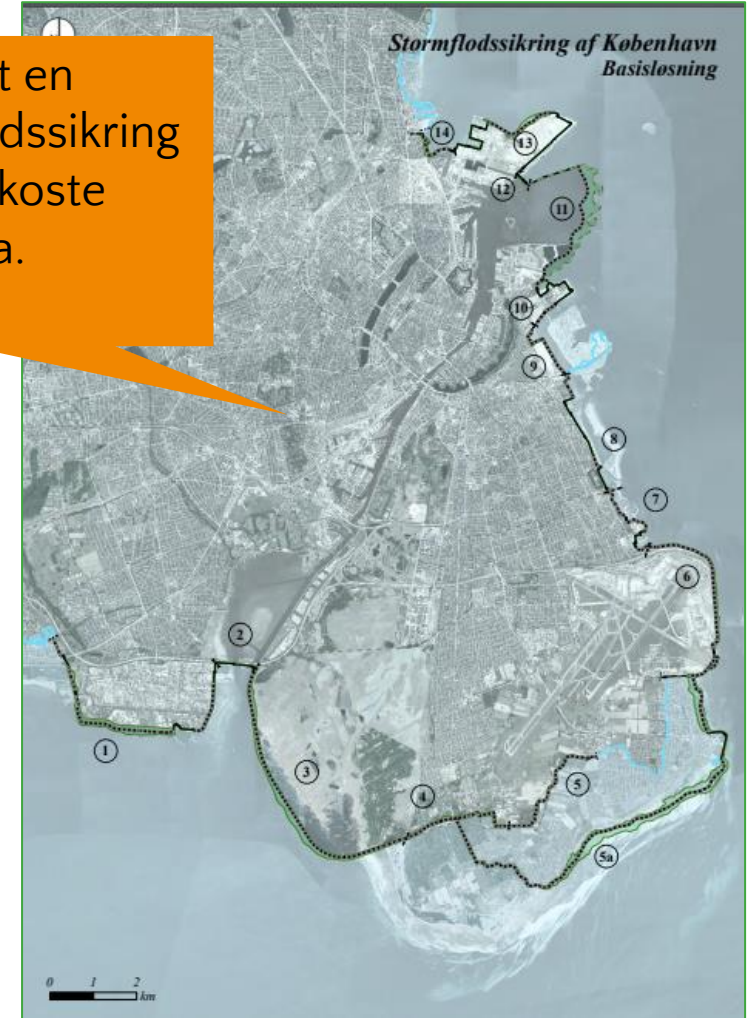 Stormflodssikring af København
Basisløsning
t en
dssikring
koste
a.
14
13
12
11
10
9
8
7
6
2
1
3
4
5
5a
0 1 2
km